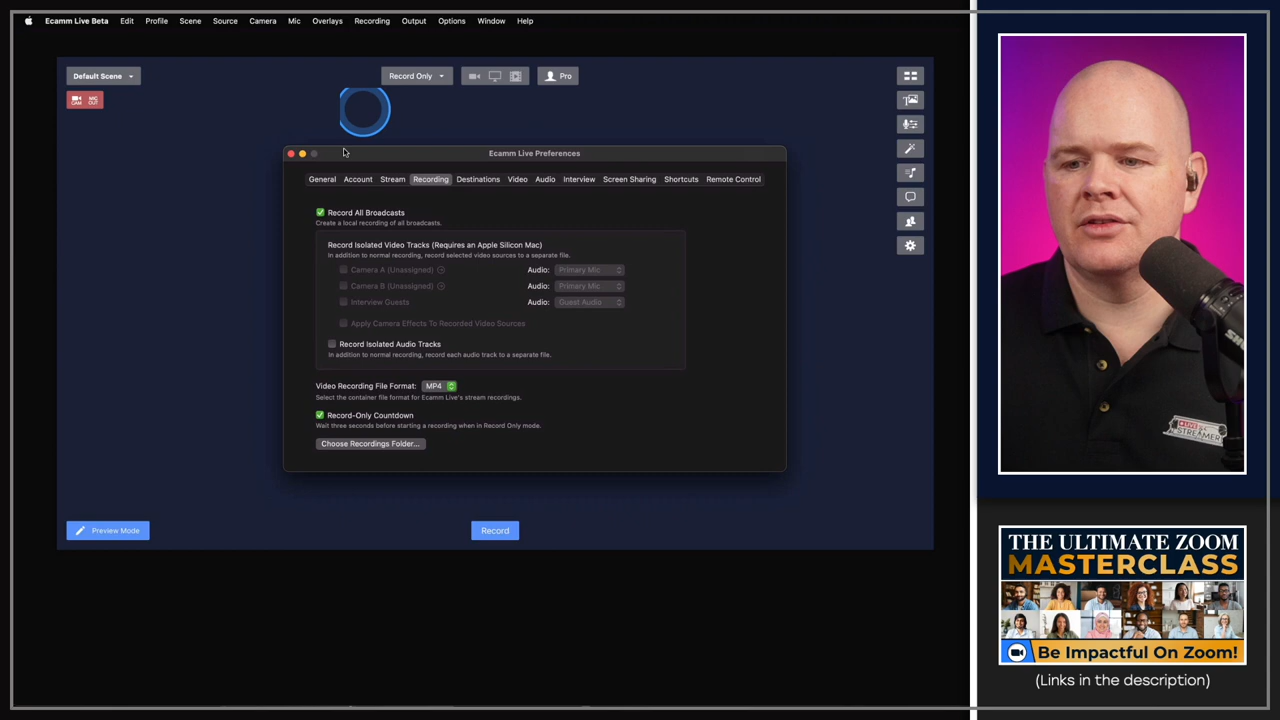 Ecamm Live Beta Edit Profile Scene Source Camera Mic Overlays Recording Output Options Window Help
Default Scene
Record Only
Pro
CAM
MIC OUT
Ecamm Live Preferences
General Account Stream Recording Destinations Video Audio Interview Screen Sharing Shortcuts Remote Control
Record All Broadcasts
Create a local recording of all broadcasts.
Record Isolated Video Tracks (Requires an Apple Silicon Mac)
In addition to normal recording, record selected video sources to a separate file.
Camera A (Unassigned) Audio: Primary Mic
Camera B (Unassigned) Audio: Primary Mic
Interview Guests Audio: Guest Audio
Apply Camera Effects To Recorded Video Sources
Record Isolated Audio Tracks
In addition to normal recording, record each audio track to a separate file.
Video Recording File Format: MP4
Select the container file format for Ecamm Live's stream recordings.
Record-Only Countdown
Wait three seconds before starting a recording when in Record Only mode.
Choose Recordings Folder...
Preview Mode
Record
LIVE
STREAMER
THE ULTIMATE ZOOM
MASTERCLASS
Be Impactful On Zoom!
(Links in the description)